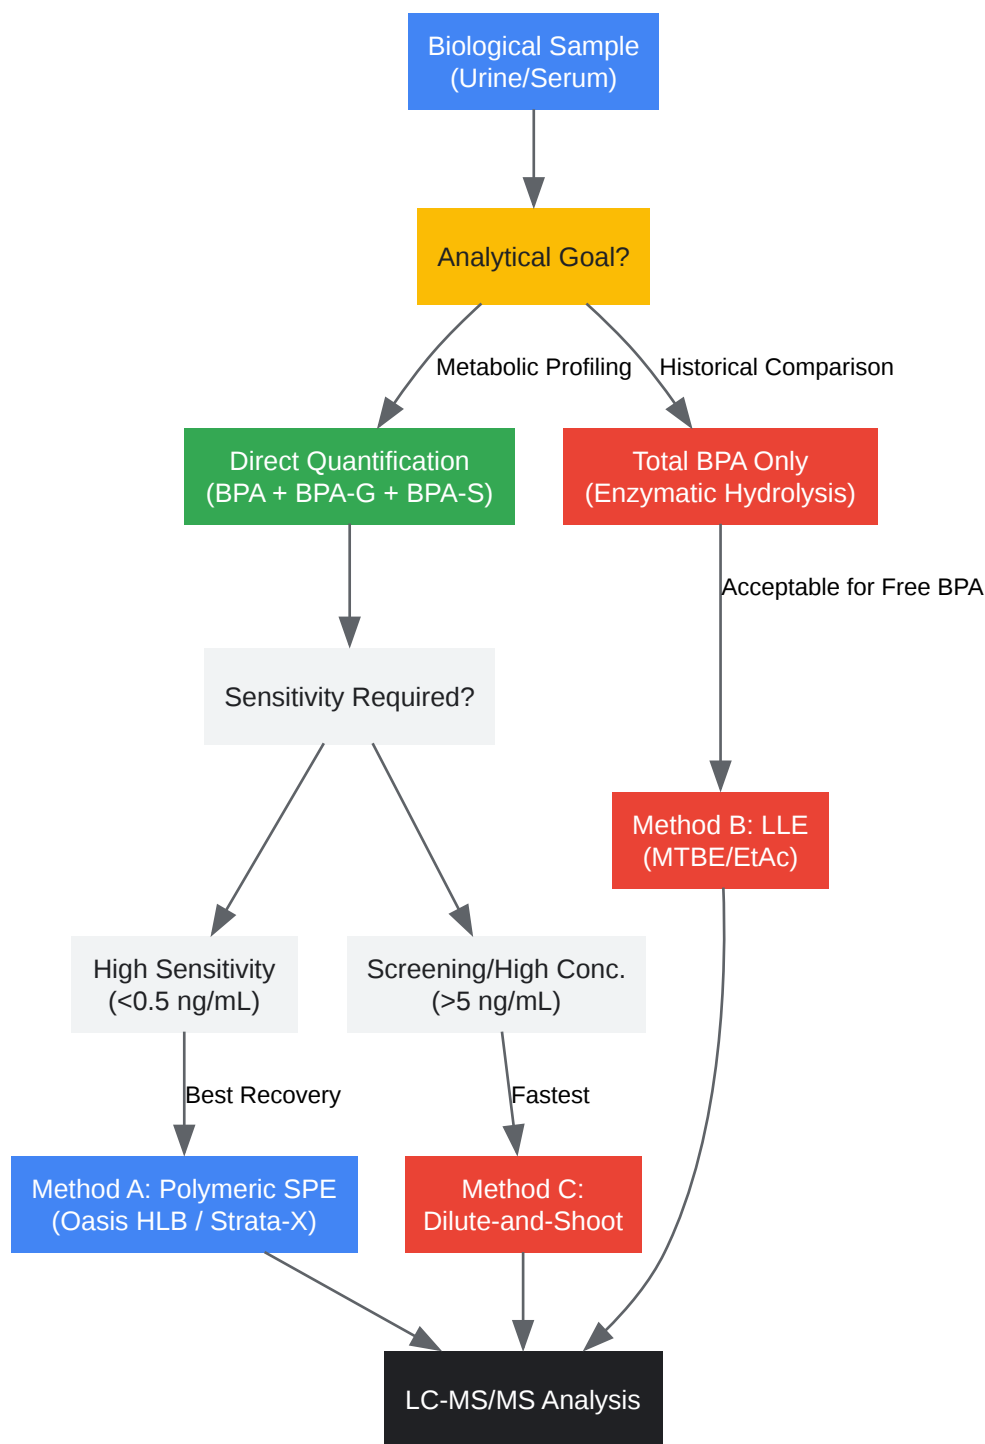 Biological Sample
(Urine/Serum)
Analytical Goal?
Metabolic Profiling
Historical Comparison
Direct Quantification
(BPA + BPA-G + BPA-S)
Total BPA Only
(Enzymatic Hydrolysis)
Acceptable for Free BPA
Sensitivity Required?
Method B: LLE
(MTBE/EtAc)
High Sensitivity
(<0.5 ng/mL)
Screening/High Conc.
(>5 ng/mL)
Best Recovery
Fastest
Method A: Polymeric SPE
(Oasis HLB / Strata-X)
Method C:
Dilute-and-Shoot
LC-MS/MS Analysis